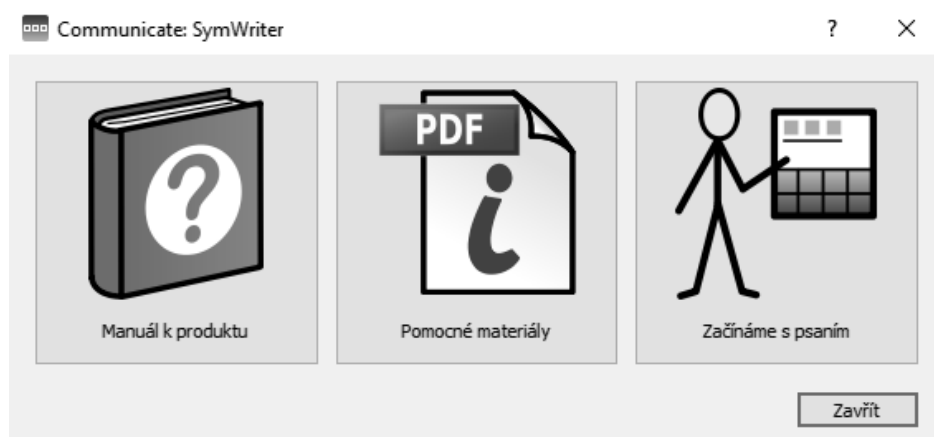 Communicate: SymWriter
?
PDF
i
Manuál k produktu
Pomocné materiály
Začínáme s psaním
Zavřít